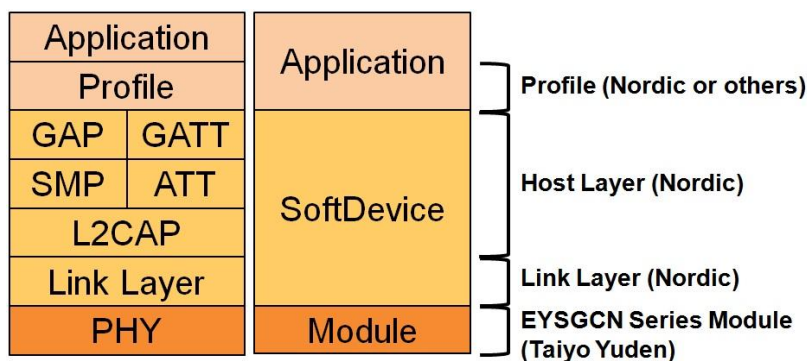 Application
Profile
GAP GATT
SMP ATT
L2CAP
Link Layer
PHY
Application
SoftDevice
Module
Profile (Nordic or others)
Host Layer (Nordic)
Link Layer (Nordic)
EYSGCN Series Module
(Taiyo Yuden)